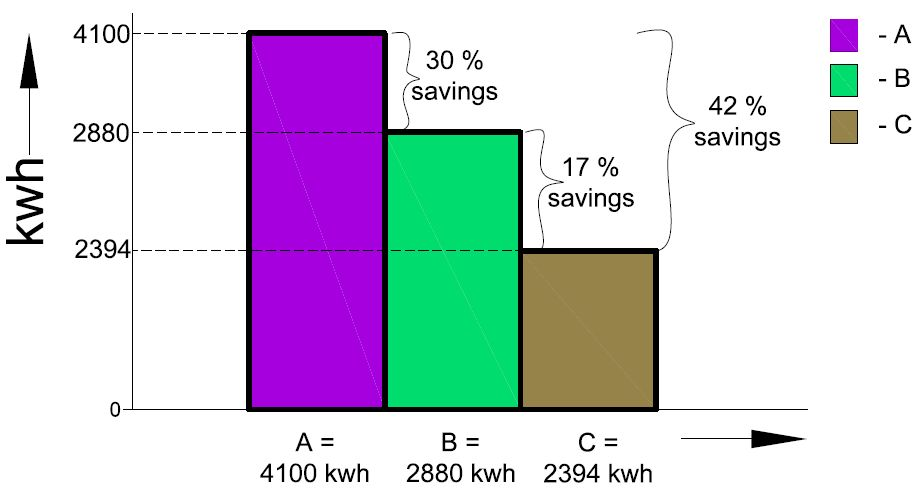 4100
30 %
savings
42 %
savings
- A
- B
- C
2880
17 %
savings
kwh
2394
0
A =
4100 kwh
B =
2880 kwh
C =
2394 kwh